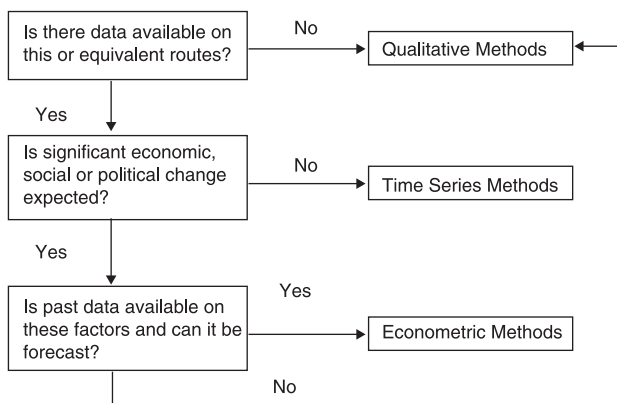 Is there data available on
this or equivalent routes?
No
Qualitative Methods
Yes
Is significant economic,
social or political change
expected?
No
Time Series Methods
Yes
Is past data available on
these factors and can it be
forecast?
Yes
Econometric Methods
No